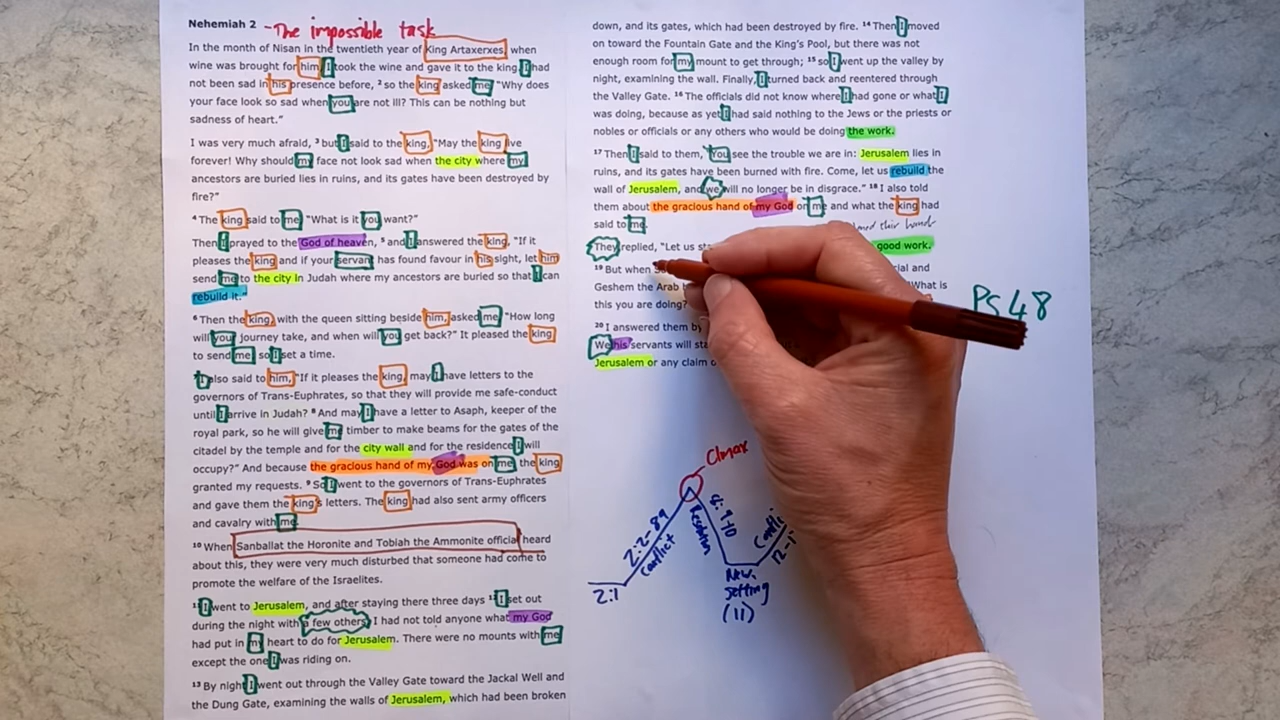 Nehemiah 2 - The impossible task
In the month of Nisan in the twentieth year of King Artaxerxes, when
wine was brought for him, I took the wine and gave it to the king. I had
not been sad in his presence before, ² so the king asked me, "Why does
your face look so sad when you are not ill? This can be nothing but
sadness of heart."
I was very much afraid, ³ but I said to the king, "May the king live
forever! Why should my face not look sad when the city where my
ancestors are buried lies in ruins, and its gates have been destroyed by
fire?"
⁴ The king said to me, "What is it you want?"
Then I prayed to the God of heaven, ⁵ and I answered the king, "If it
pleases the king and if your servant has found favour in his sight, let him
send me to the city in Judah where my ancestors are buried so that I can
rebuild it."
⁶ Then the king, with the queen sitting beside him, asked me, "How long
will your journey take, and when will you get back?" It pleased the king
to send me; so I set a time.
⁷ I also said to him, "If it pleases the king, may I have letters to the
governors of Trans-Euphrates, so that they will provide me safe-conduct
until I arrive in Judah? ⁸ And may I have a letter to Asaph, keeper of the
royal park, so he will give me timber to make beams for the gates of the
citadel by the temple and for the city wall and for the residence I will
occupy?" And because the gracious hand of my God was on me, the king
granted my requests. ⁹ So I went to the governors of Trans-Euphrates
and gave them the king's letters. The king had also sent army officers
and cavalry with me.
¹⁰ When Sanballat the Horonite and Tobiah the Ammonite official heard
about this, they were very much disturbed that someone had come to
promote the welfare of the Israelites.
¹¹ I went to Jerusalem, and after staying there three days ¹² I set out
during the night with a few others. I had not told anyone what my God
had put in my heart to do for Jerusalem. There were no mounts with me
except the one I was riding on.
¹³ By night I went out through the Valley Gate toward the Jackal Well and
the Dung Gate, examining the walls of Jerusalem, which had been broken
down, and its gates, which had been destroyed by fire. ¹⁴ Then I moved
on toward the Fountain Gate and the King's Pool, but there was not
enough room for my mount to get through; ¹⁵ so I went up the valley by
night, examining the wall. Finally, I turned back and reentered through
the Valley Gate. ¹⁶ The officials did not know where I had gone or what I
was doing, because as yet I had said nothing to the Jews or the priests or
nobles or officials or any others who would be doing the work.
¹⁷ Then I said to them, "You see the trouble we are in: Jerusalem lies in
ruins, and its gates have been burned with fire. Come, let us rebuild the
wall of Jerusalem, and we will no longer be in disgrace." ¹⁸ I also told
them about the gracious hand of my God on me and what the king had
said to me.
their hand
They replied, "Let us good work.
¹⁹ But when and
Geshem the Arab "What is
this you are doing?
²⁰ I answered them by
We his servants will
Jerusalem or any claim
PS 48
Climax
2:2-8a
Conflict
8:9-10
New
Setting
(11)
2:1